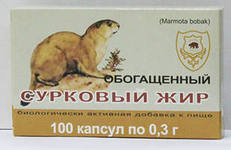 (Marmota bobak)
ОБОГАЩЕННЫЙ
СУРКОВЫЙ ЖИР
биологически активная добавка к пище
100 капсул по 0,3 г